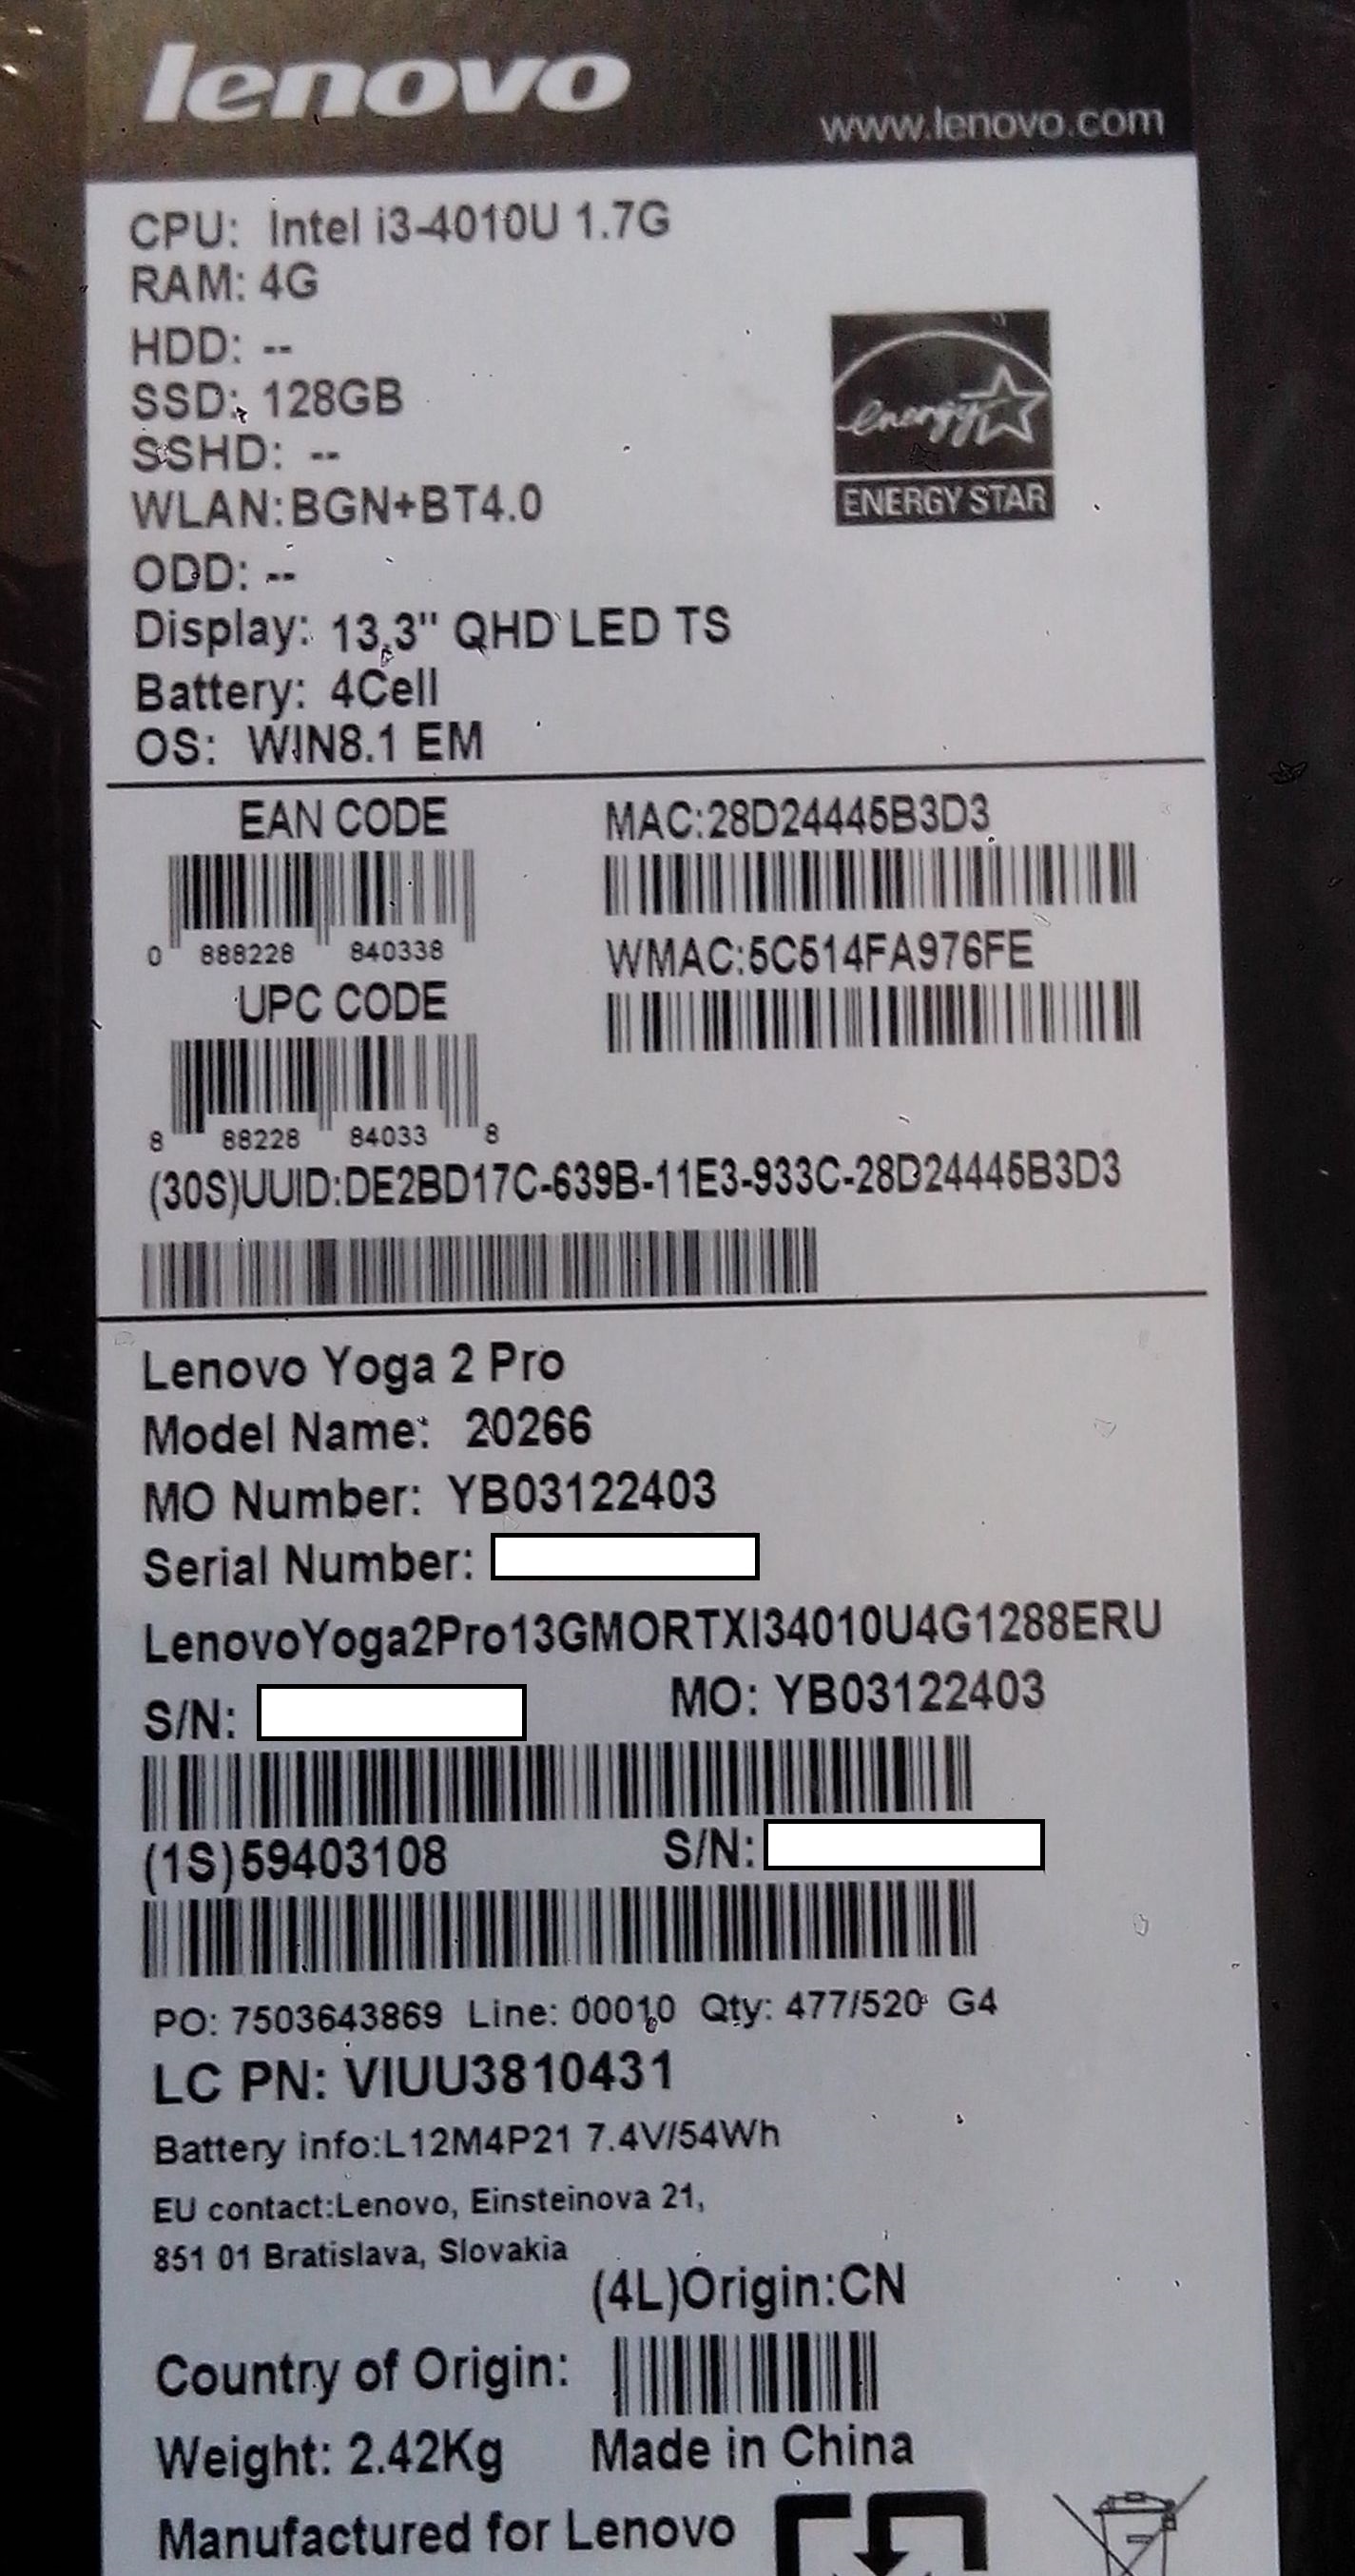 lenovo
www.lenovo.com
CPU: Intel i3-4010U 1.7G
RAM: 4G
HDD: --
SSD: 128GB
SSHD: --
WLAN:BGN+BT4.0
ODD: --
Display: 13.3" QHD LED TS
Battery: 4Cell
OS: WIN8.1 EM
energy
ENERGY STAR
EAN CODE
0 888228 840338
UPC CODE
8 88228 84033 8
MAC:28D24445B3D3
WMAC:5C514FA976FE
(30S)UUID:DE2BD17C-639B-11E3-933C-28D24445B3D3
Lenovo Yoga 2 Pro
Model Name: 20266
MO Number: YB03122403
Serial Number:
LenovoYoga2Pro13GMORTXI34010U4G1288ERU
S/N: MO: YB03122403
(1S)59403108 S/N:
PO: 7503643869 Line: 00010 Qty: 477/520 G4
LC PN: VIUU3810431
Battery info:L12M4P21 7.4V/54Wh
EU contact:Lenovo, Einsteinova 21,
851 01 Bratislava, Slovakia
(4L)Origin:CN
Country of Origin:
Weight: 2.42Kg Made in China
Manufactured for Lenovo